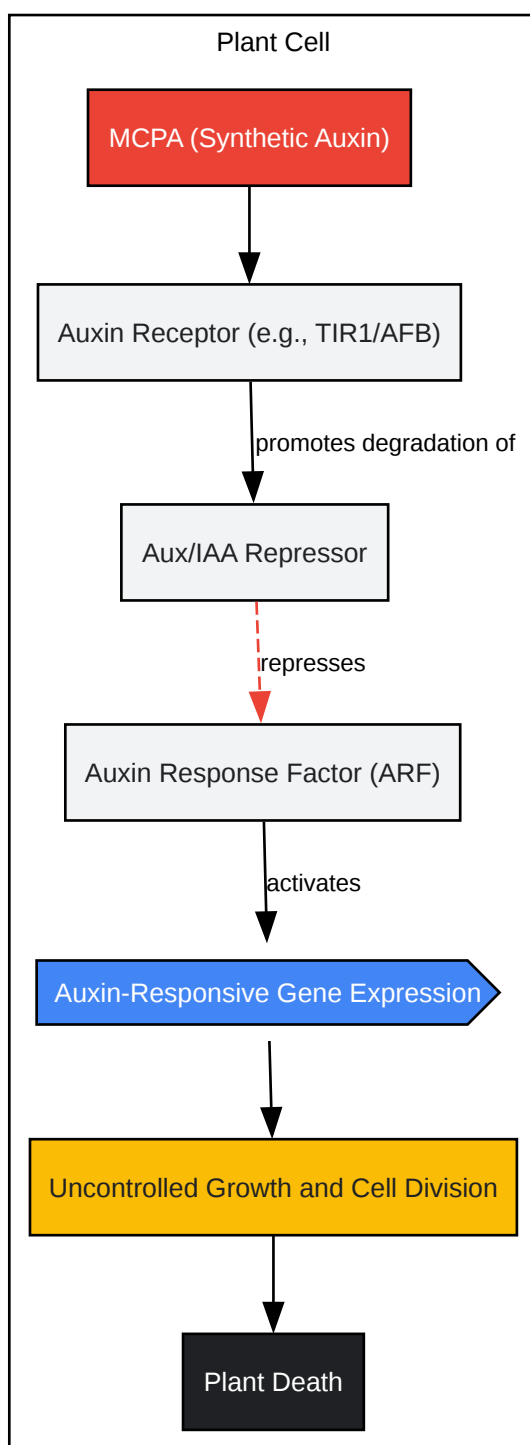 Plant Cell
MCPA (Synthetic Auxin)
Auxin Receptor (e.g., TIR1/AFB)
promotes degradation of
Aux/IAA Repressor
represses
Auxin Response Factor (ARF)
activates
Auxin-Responsive Gene Expression
Uncontrolled Growth and Cell Division
Plant Death